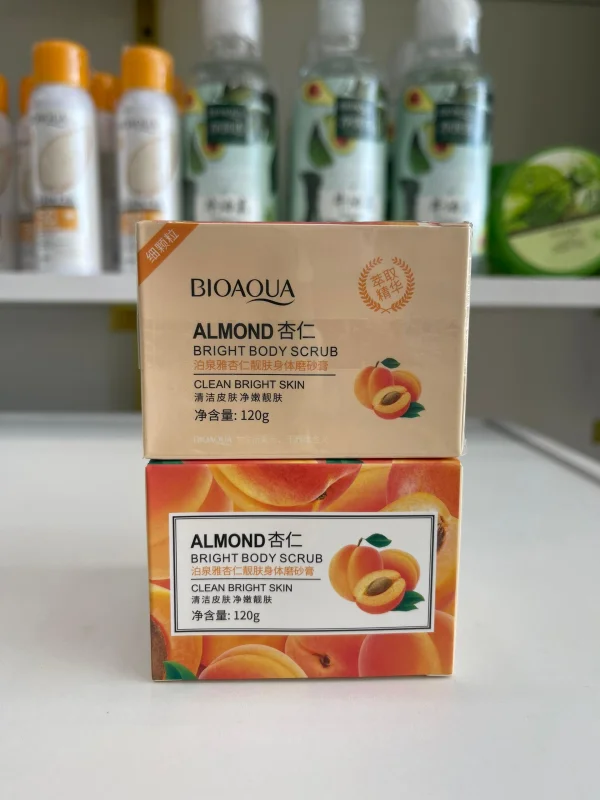 BIOAQUA
细颗粒
BIOAQUA
萃取
精华
ALMOND 杏仁
BRIGHT BODY SCRUB
泊泉雅杏仁靓肤身体磨砂膏
CLEAN BRIGHT SKIN
清洁皮肤净嫩靓肤
净含量: 120g
ALMOND 杏仁
BRIGHT BODY SCRUB
泊泉雅杏仁靓肤身体磨砂膏
CLEAN BRIGHT SKIN
清洁皮肤净嫩靓肤
净含量: 120g